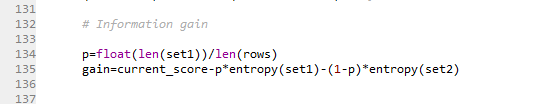 131
132 # Information gain
133
134 p=float(len(set1))/len(rows)
135 gain=current_score-p*entropy(set1)-(1-p)*entropy(set2)
136
137